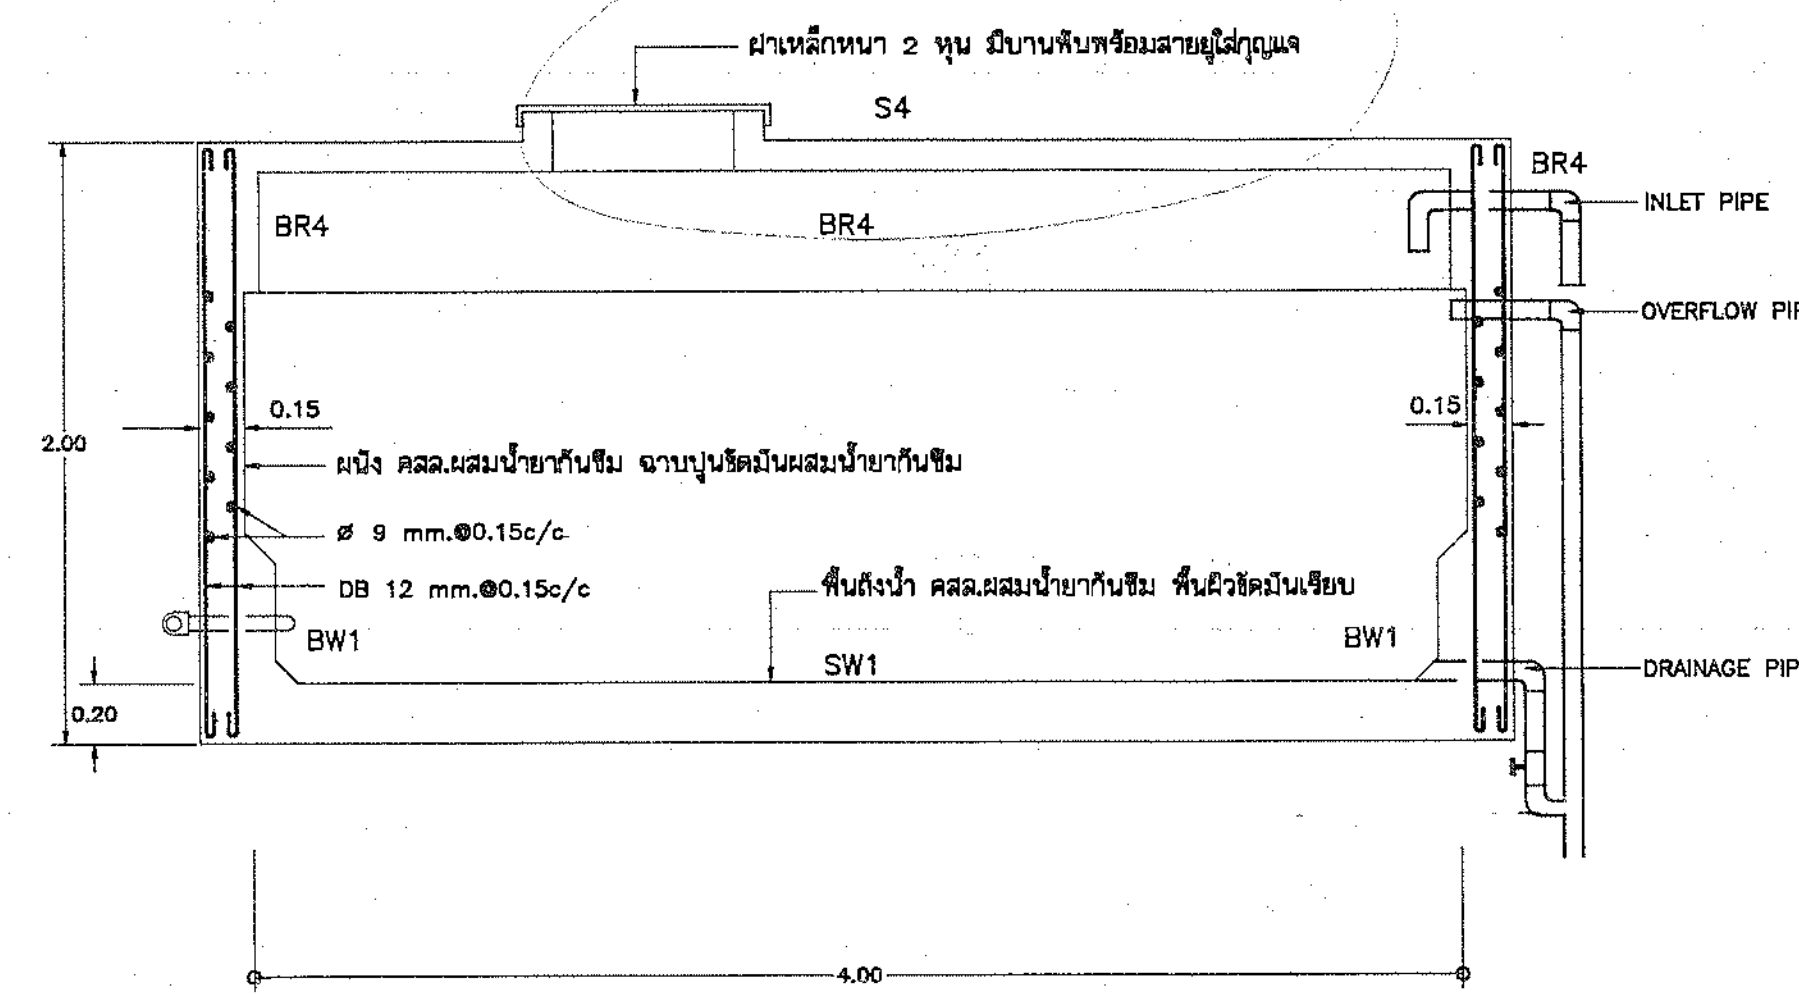 ฝาเหล็กหนา 2 หุน มีบานพับพร้อมสายยูใส่กุญแจ
S4
BR4
INLET PIPE
BR4
BR4
OVERFLOW PIP
0.15
0.15
2.00
ผนัง คสล.ผสมน้ำยากันซึม ฉาบปูนขัดมันผสมน้ำยากันซึม
Ø 9 mm.@0.15c/c
DB 12 mm.@0.15c/c
พื้นถังน้ำ คสล.ผสมน้ำยากันซึม พื้นผิวขัดมันเรียบ
BW1
BW1
SW1
DRAINAGE PIP
0.20
4.00